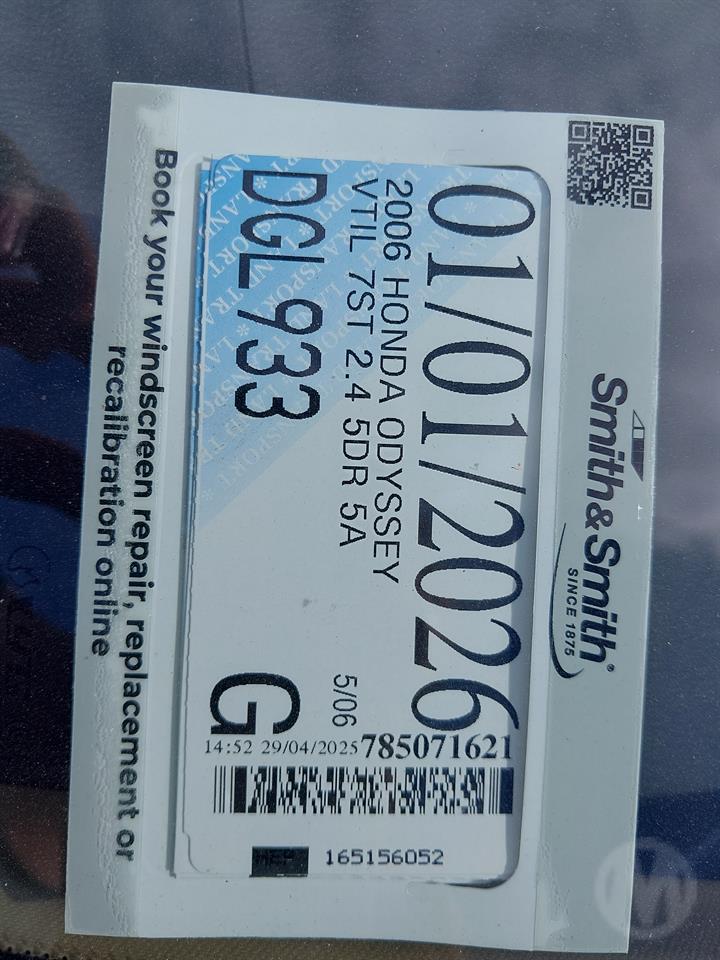 Smith&Smith®
SINCE 1875
01/01/2026
2006 HONDA ODYSSEY
VTIL 7ST 2.4 5DR 5A
5/06
DGL933
G
785071621
14:52 29/04/2025
165156052
Book your windscreen repair, replacement or
recalibration online